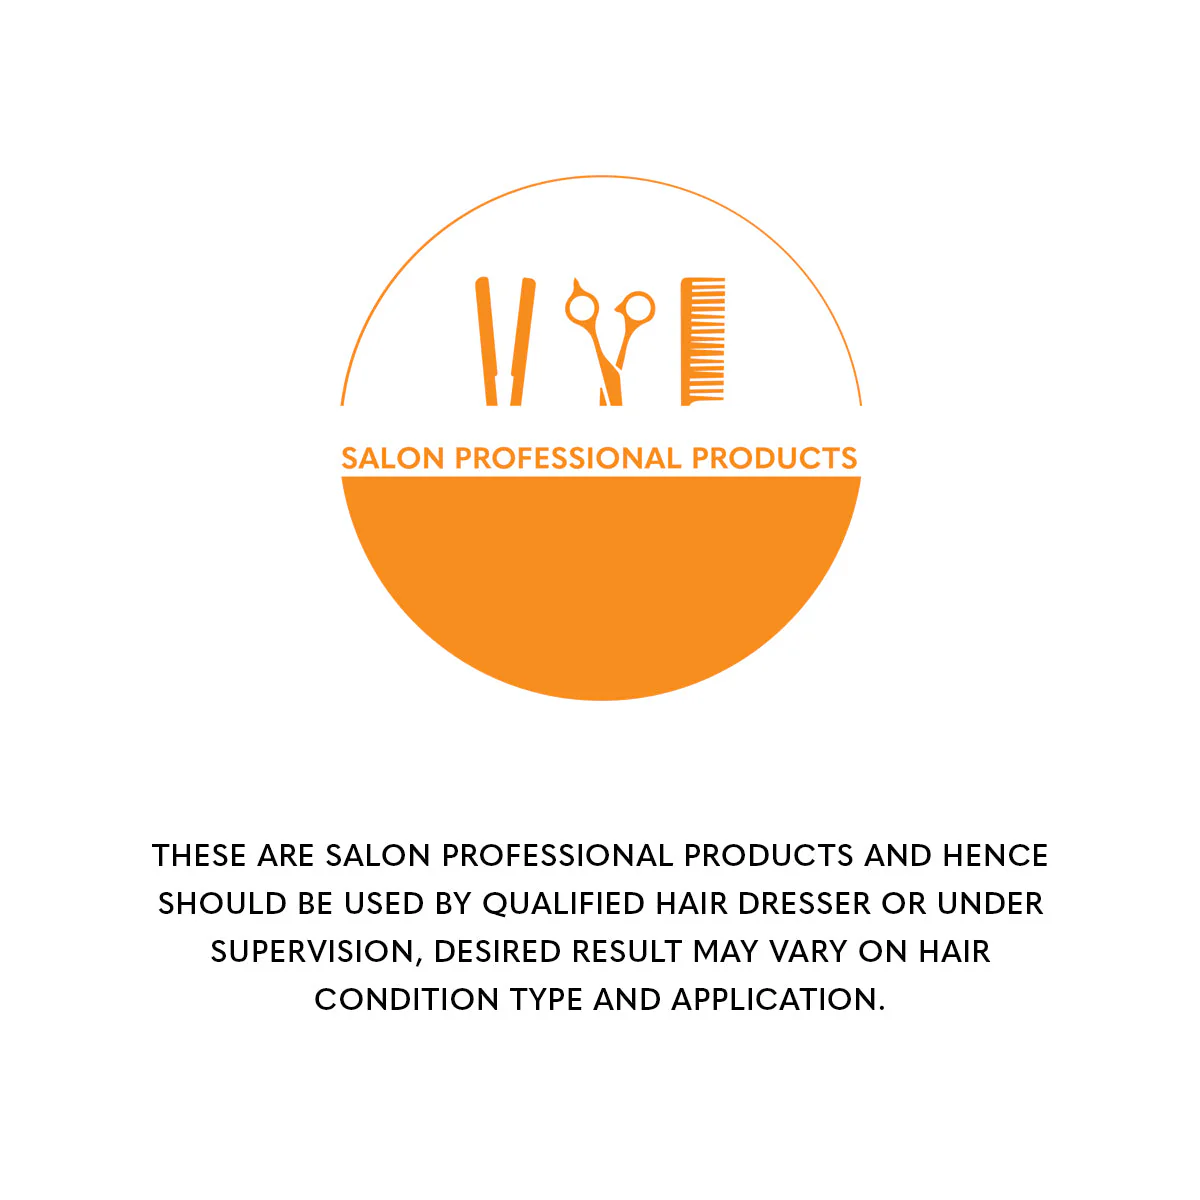 SALON PROFESSIONAL PRODUCTS
THESE ARE SALON PROFESSIONAL PRODUCTS AND HENCE
SHOULD BE USED BY QUALIFIED HAIR DRESSER OR UNDER
SUPERVISION, DESIRED RESULT MAY VARY ON HAIR
CONDITION TYPE AND APPLICATION.